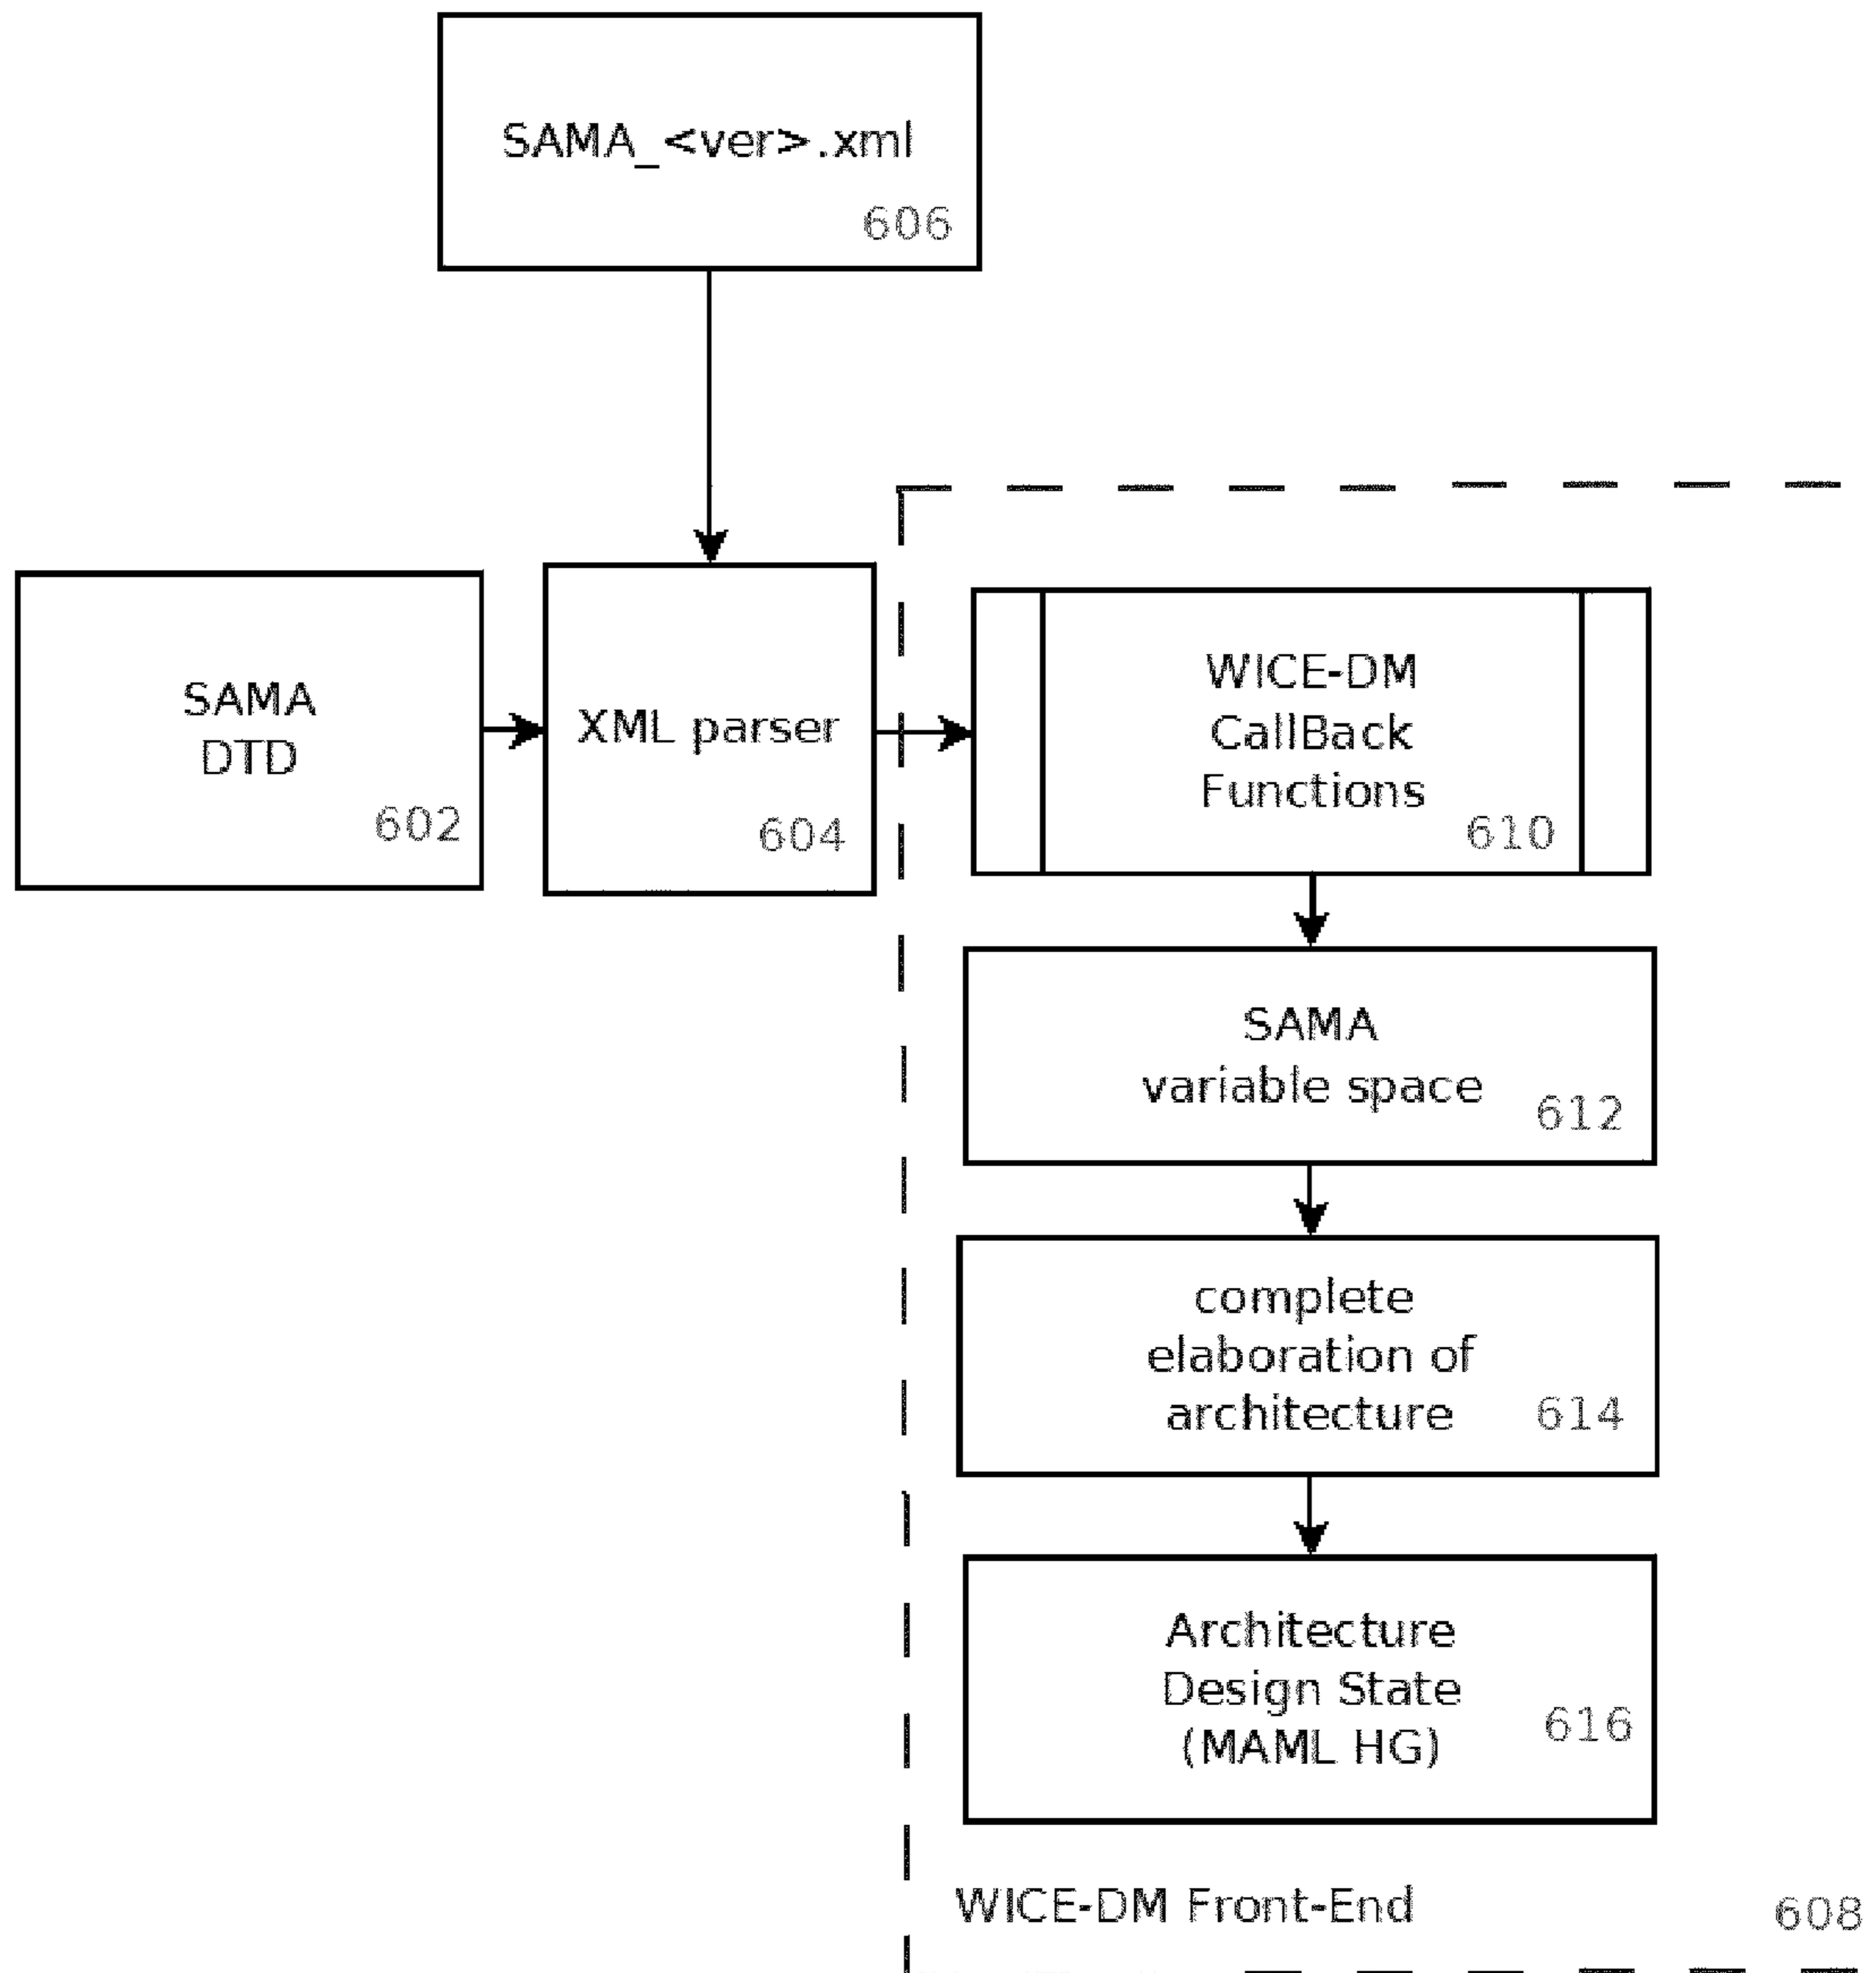 SAMA_<ver>.xml
606
SAMA
DTD
602
XML parser
604
WICE-DM
CallBack
Functions
610
SAMA
variable space
612
complete
elaboration of
architecture
614
Architecture
Design State
(MAML HG)
616
WICE-DM Front-End
608